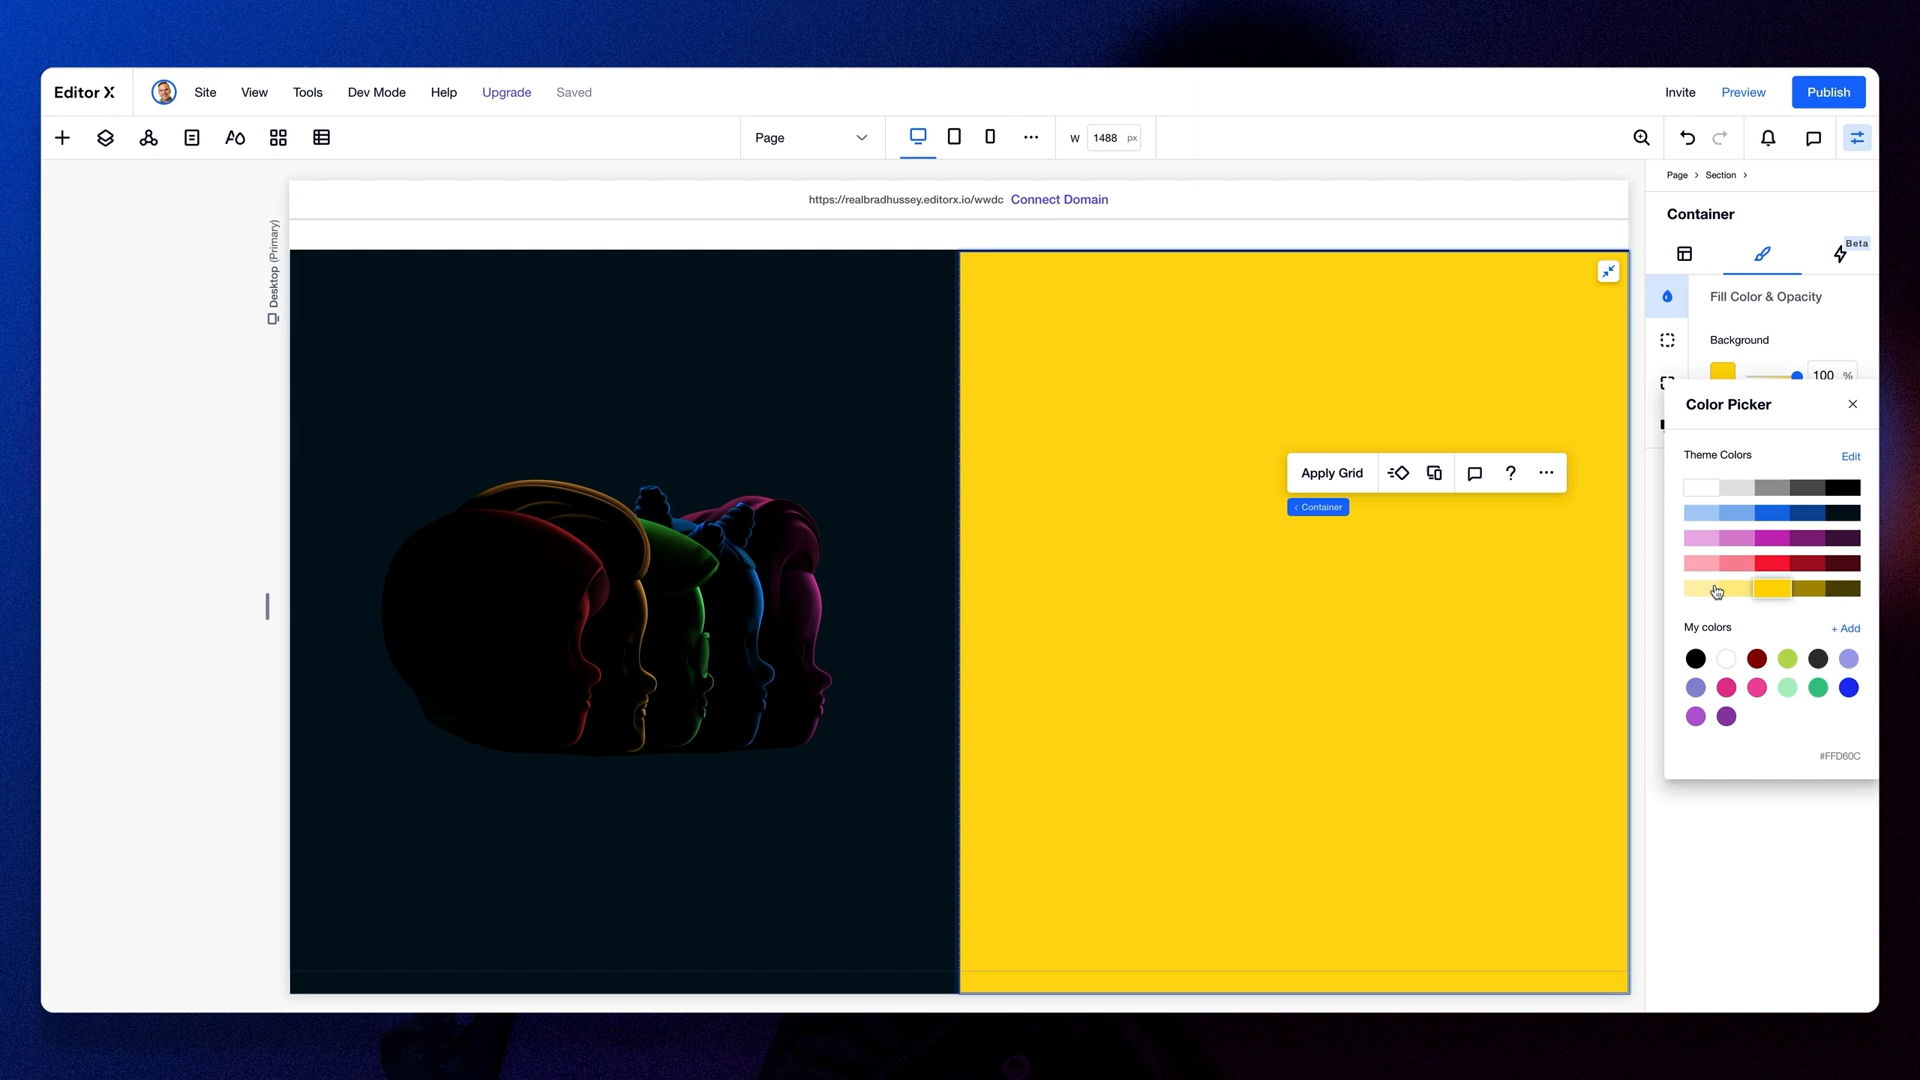 Editor X
Site
View
Tools
Dev Mode
Help
Upgrade
Saved
Invite
Preview
Publish
Page
W
1488
px
https://realbradhussey.editorx.io/wwdc Connect Domain
Desktop (Primary)
Page > Section >
Container
Beta
Fill Color & Opacity
Background
100 %
Color Picker
Theme Colors
Edit
Apply Grid
?
< Container
My colors
+ Add
#FFD60C